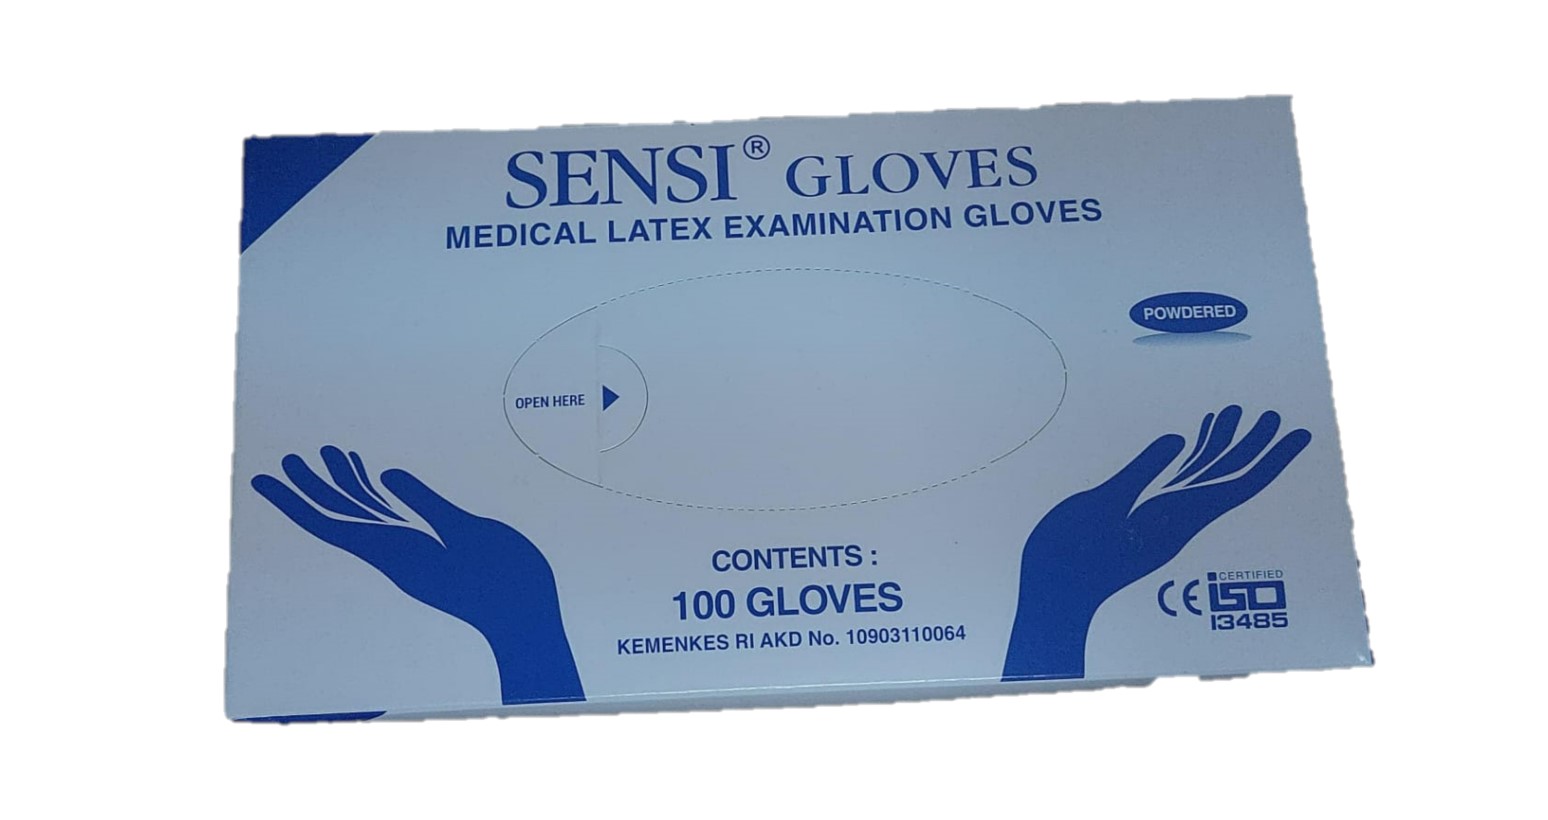 SENSI® GLOVES
MEDICAL LATEX EXAMINATION GLOVES
POWDERED
OPEN HERE
CONTENTS :
100 GLOVES
KEMENKES RI AKD No. 10903110064
CE CERTIFIED
ISO
13485